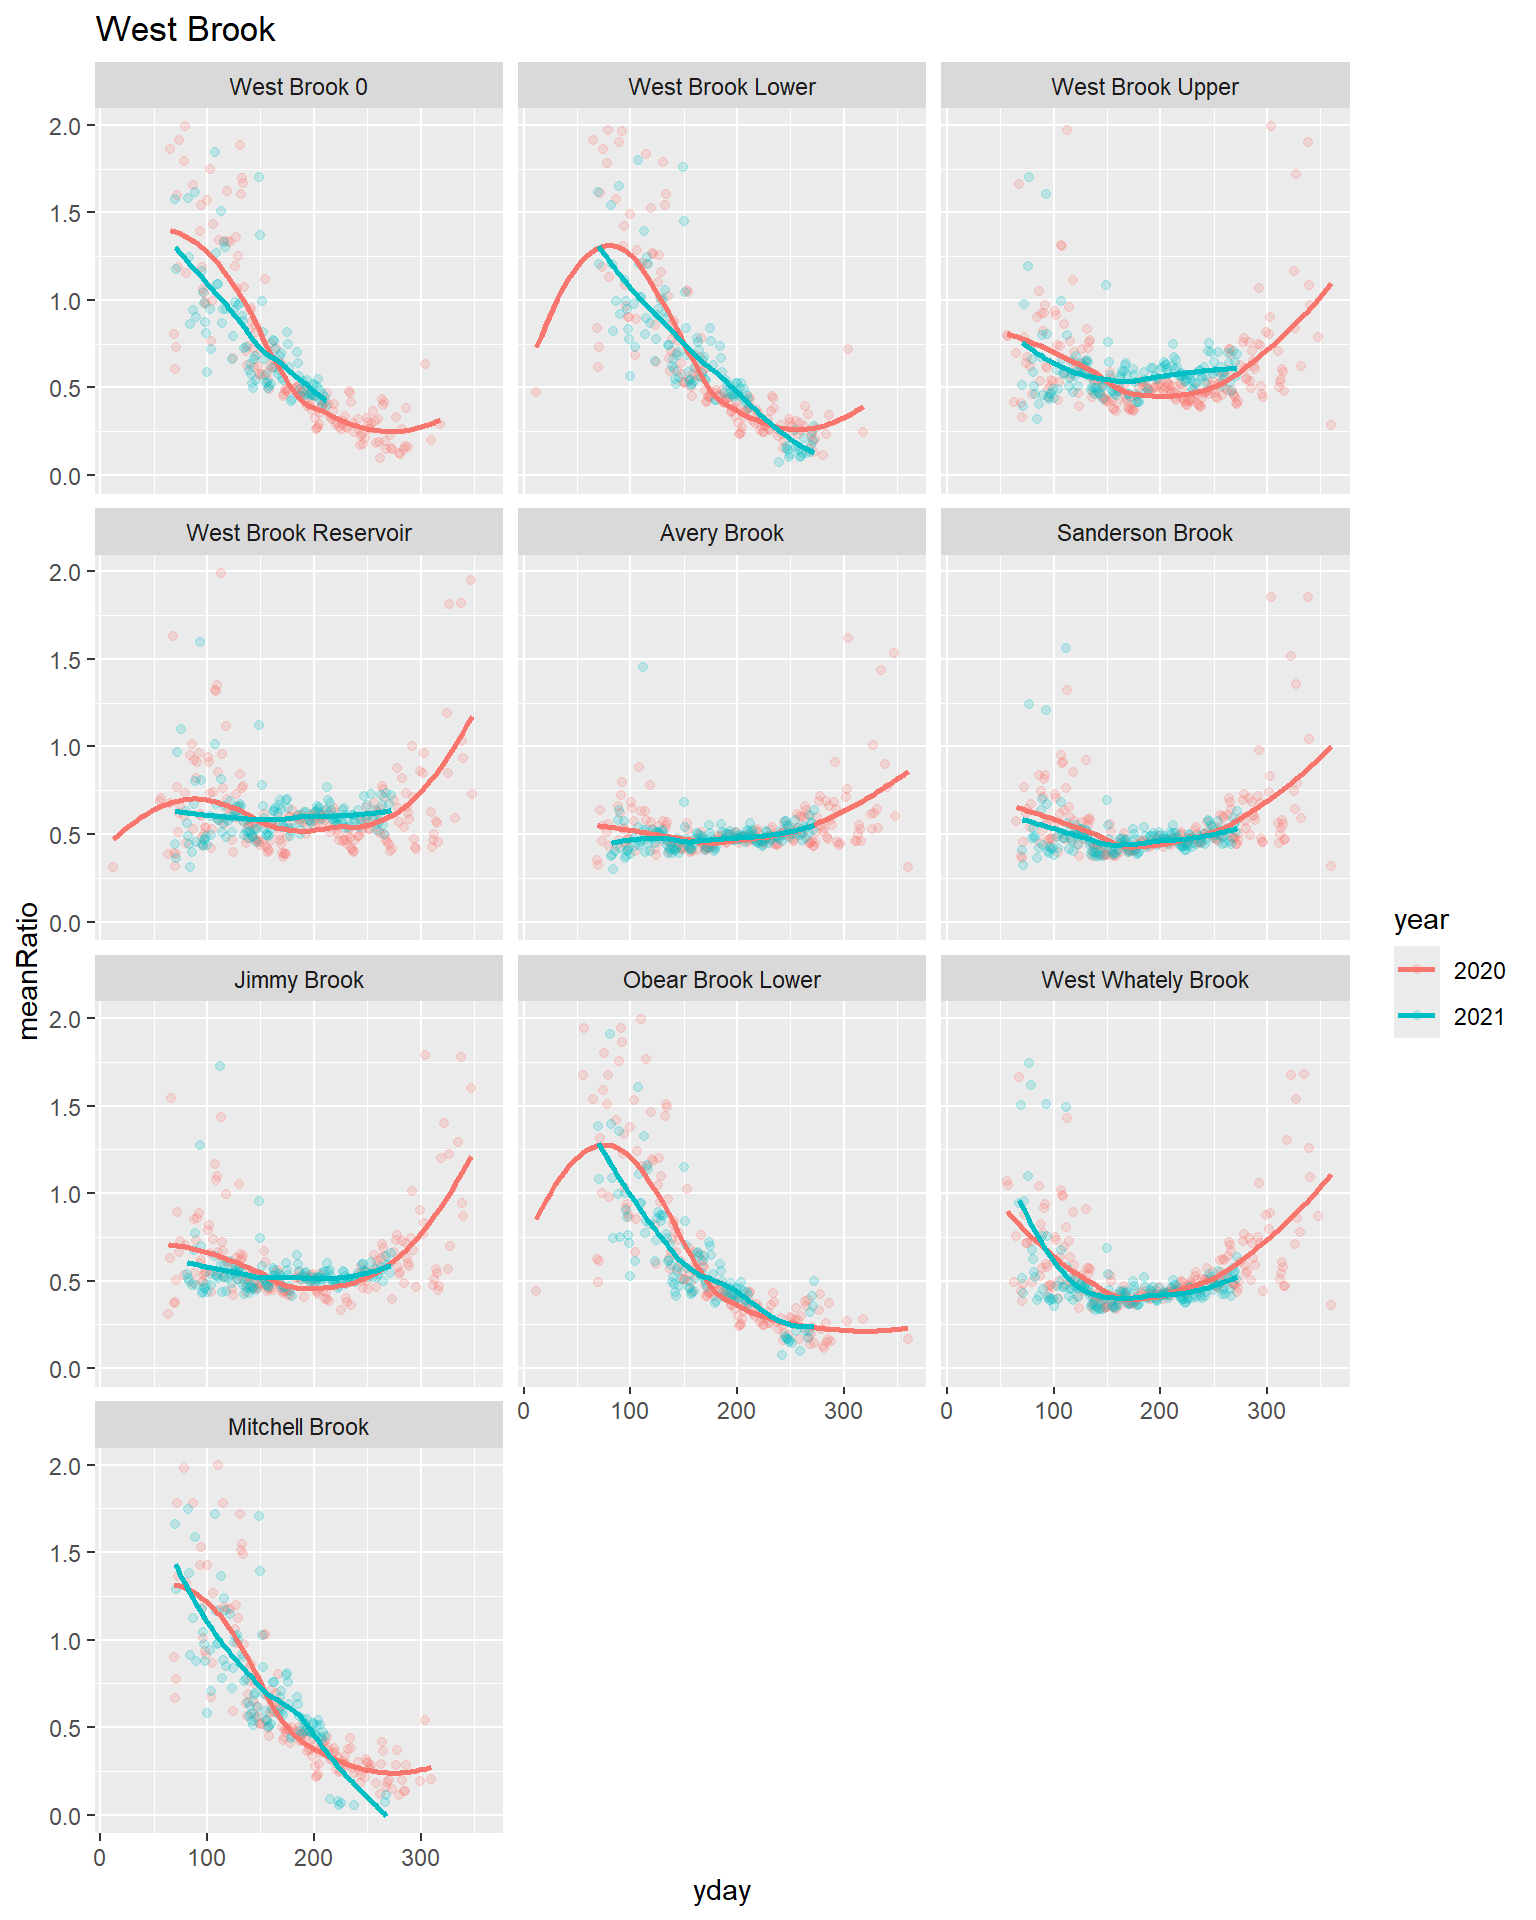 West Brook
West Brook 0 West Brook Lower West Brook Upper
2.0
1.5
1.0
0.5
0.0
West Brook Reservoir Avery Brook Sanderson Brook
2.0
1.5
1.0
0.5
0.0
Jimmy Brook Obear Brook Lower West Whately Brook
2.0
1.5
1.0
0.5
0.0
0 100 200 300 0 100 200 300
Mitchell Brook
2.0
1.5
1.0
0.5
0.0
0 100 200 300
yday
meanRatio
year
2020
2021